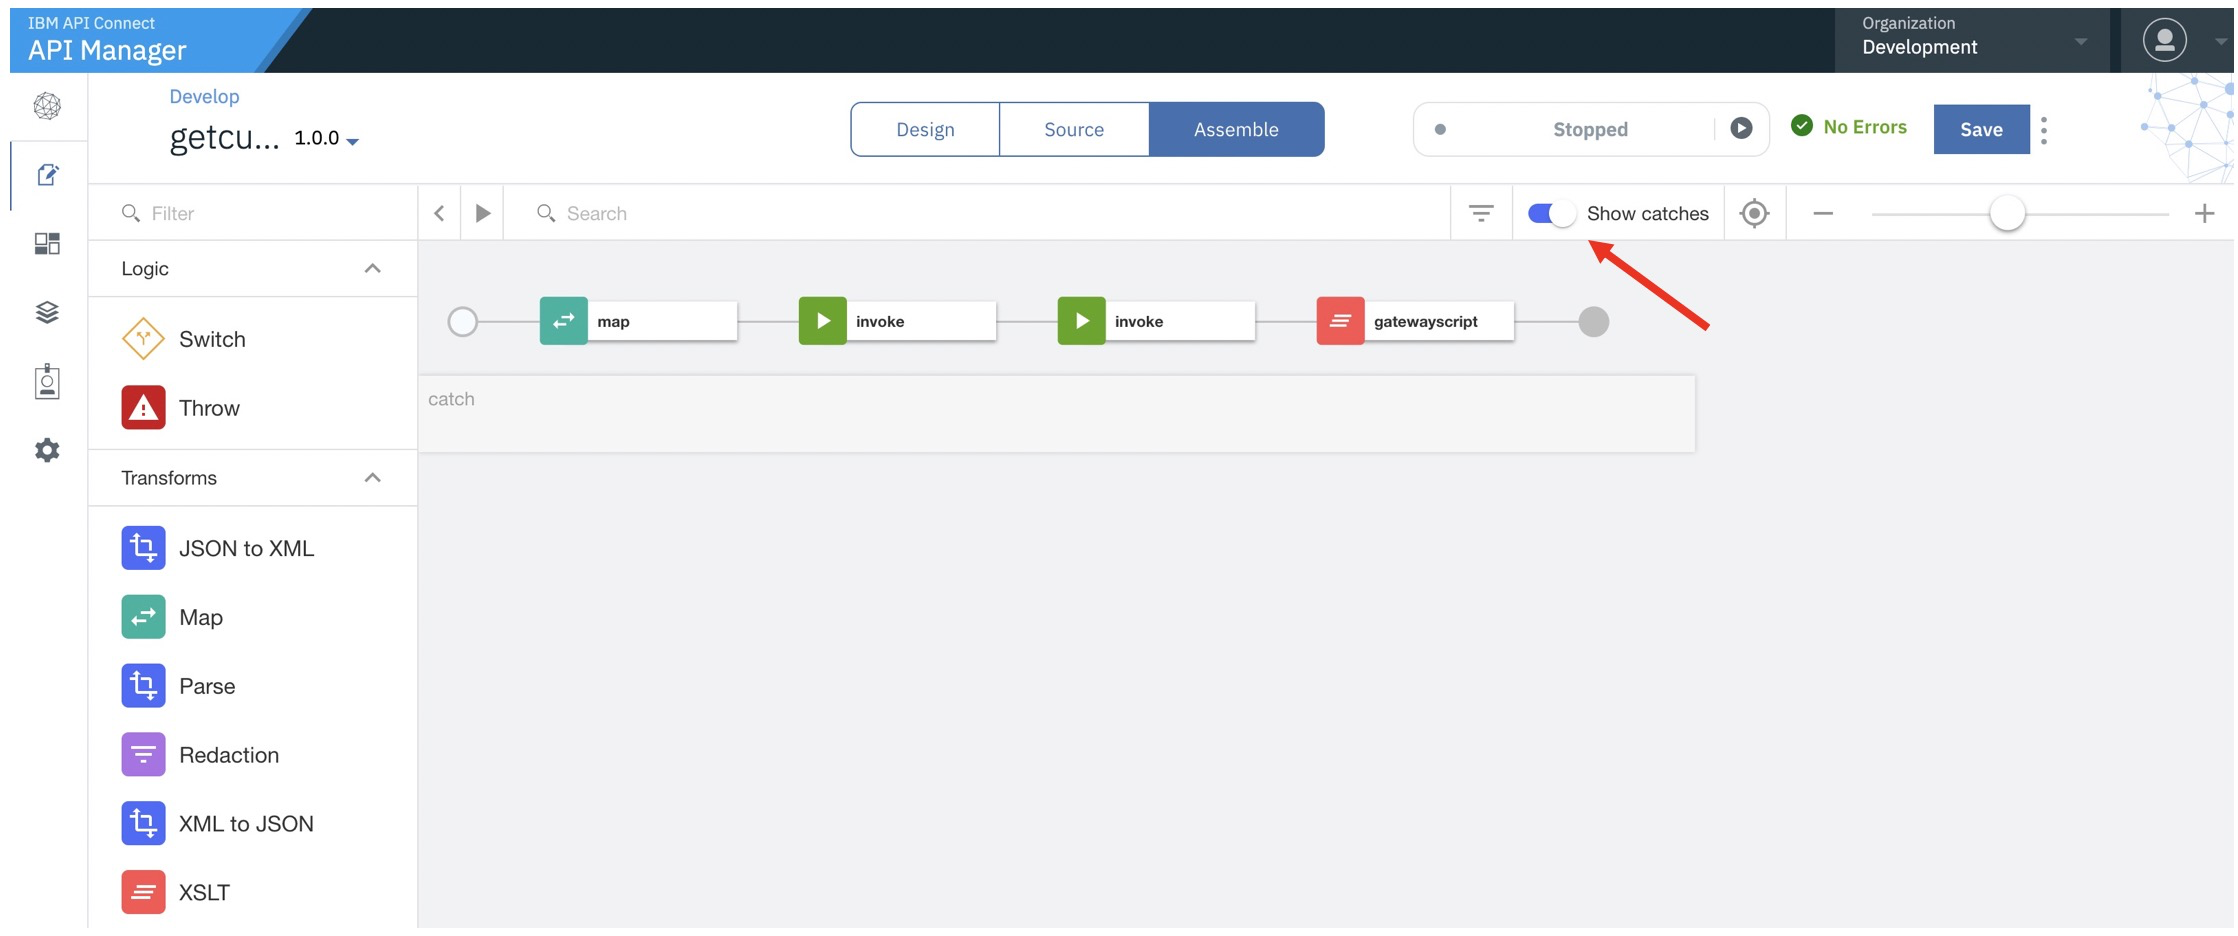 IBM API Connect
API Manager
Organization
Development
Develop
getcu... 1.0.0
Design
Source
Assemble
Stopped
No Errors
Save
Filter
Search
Show catches
Logic
Switch
Throw
Transforms
JSON to XML
Map
Parse
Redaction
XML to JSON
XSLT
map
invoke
invoke
gatewayscript
catch